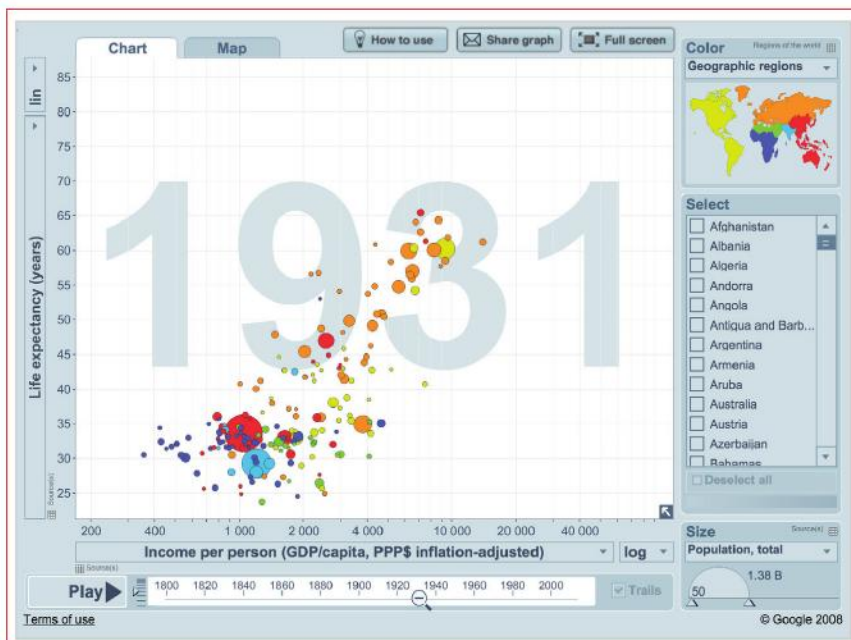 Chart
Map
How to use
Share graph
Full screen
Color
Regions of the world
Geographic regions
lin
Life expectancy (years)
85
80
75
70
65
60
55
50
45
40
35
30
25
1931
Select
Afghanistan
Albania
Algeria
Andorra
Angola
Antigua and Barb...
Argentina
Armenia
Aruba
Australia
Austria
Azerbaijan
Bahamas
Deselect all
Source(s)
200 400 1 000 2 000 4 000 10 000 20 000 40 000
Income per person (GDP/capita, PPP$ inflation-adjusted)
log
Source(s)
Size
Source(s)
Population, total
1.38 B
50
Play
1800 1820 1840 1860 1880 1900 1920 1940 1960 1980 2000
Trails
Terms of use
© Google 2008